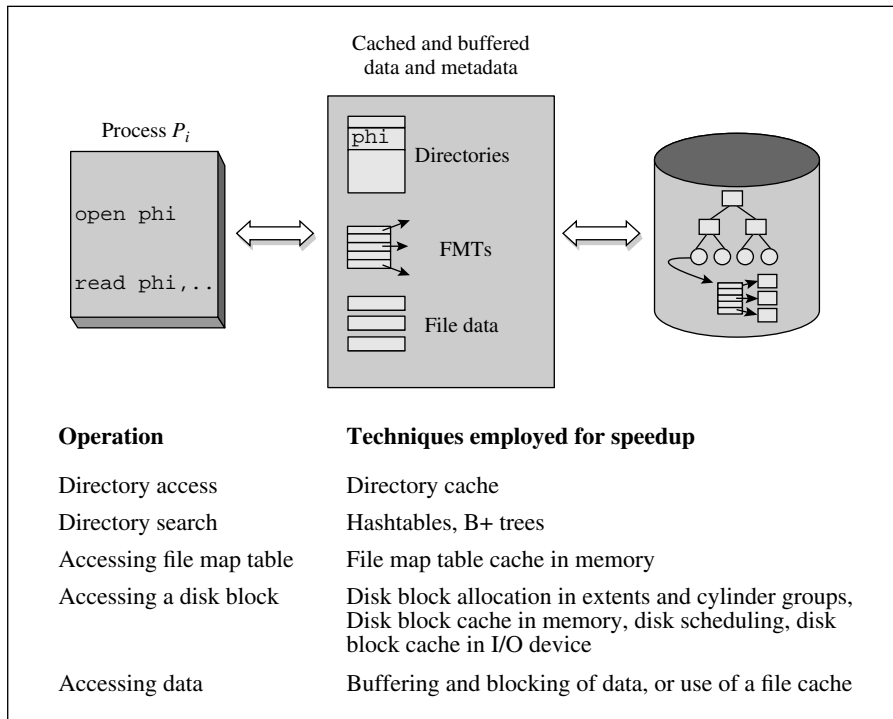 Cached and buffered
data and metadata
Process Pi
open phi
read phi,..
phi
Directories
FMTs
File data
Operation Techniques employed for speedup
Directory access Directory cache
Directory search Hashtables, B+ trees
Accessing file map table File map table cache in memory
Accessing a disk block Disk block allocation in extents and cylinder groups,
Disk block cache in memory, disk scheduling, disk
block cache in I/O device
Accessing data Buffering and blocking of data, or use of a file cache